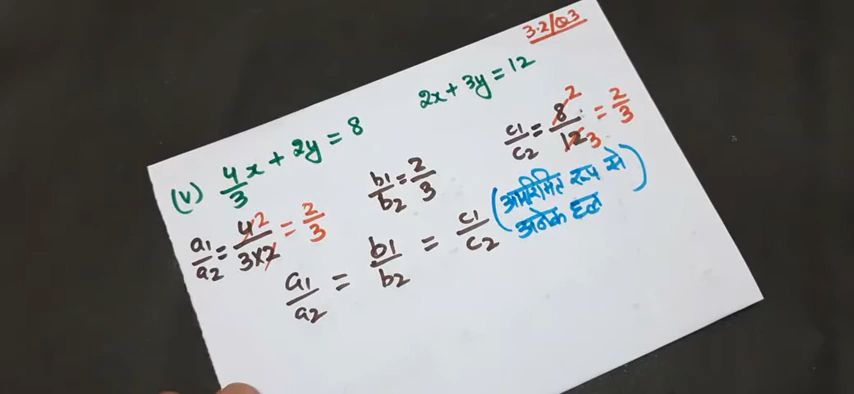 3.2/Q3
(V) 4/3 x + 2y = 8
2x + 3y = 12
a1/a2 = 4 2/3×2 = 2/3
b1/b2 = 2/3
c1/c2 = 8 2/12 3 = 2/3
a1/a2 = b1/b2 = c1/c2
(अपरिमित रूप से
अनेक हल)